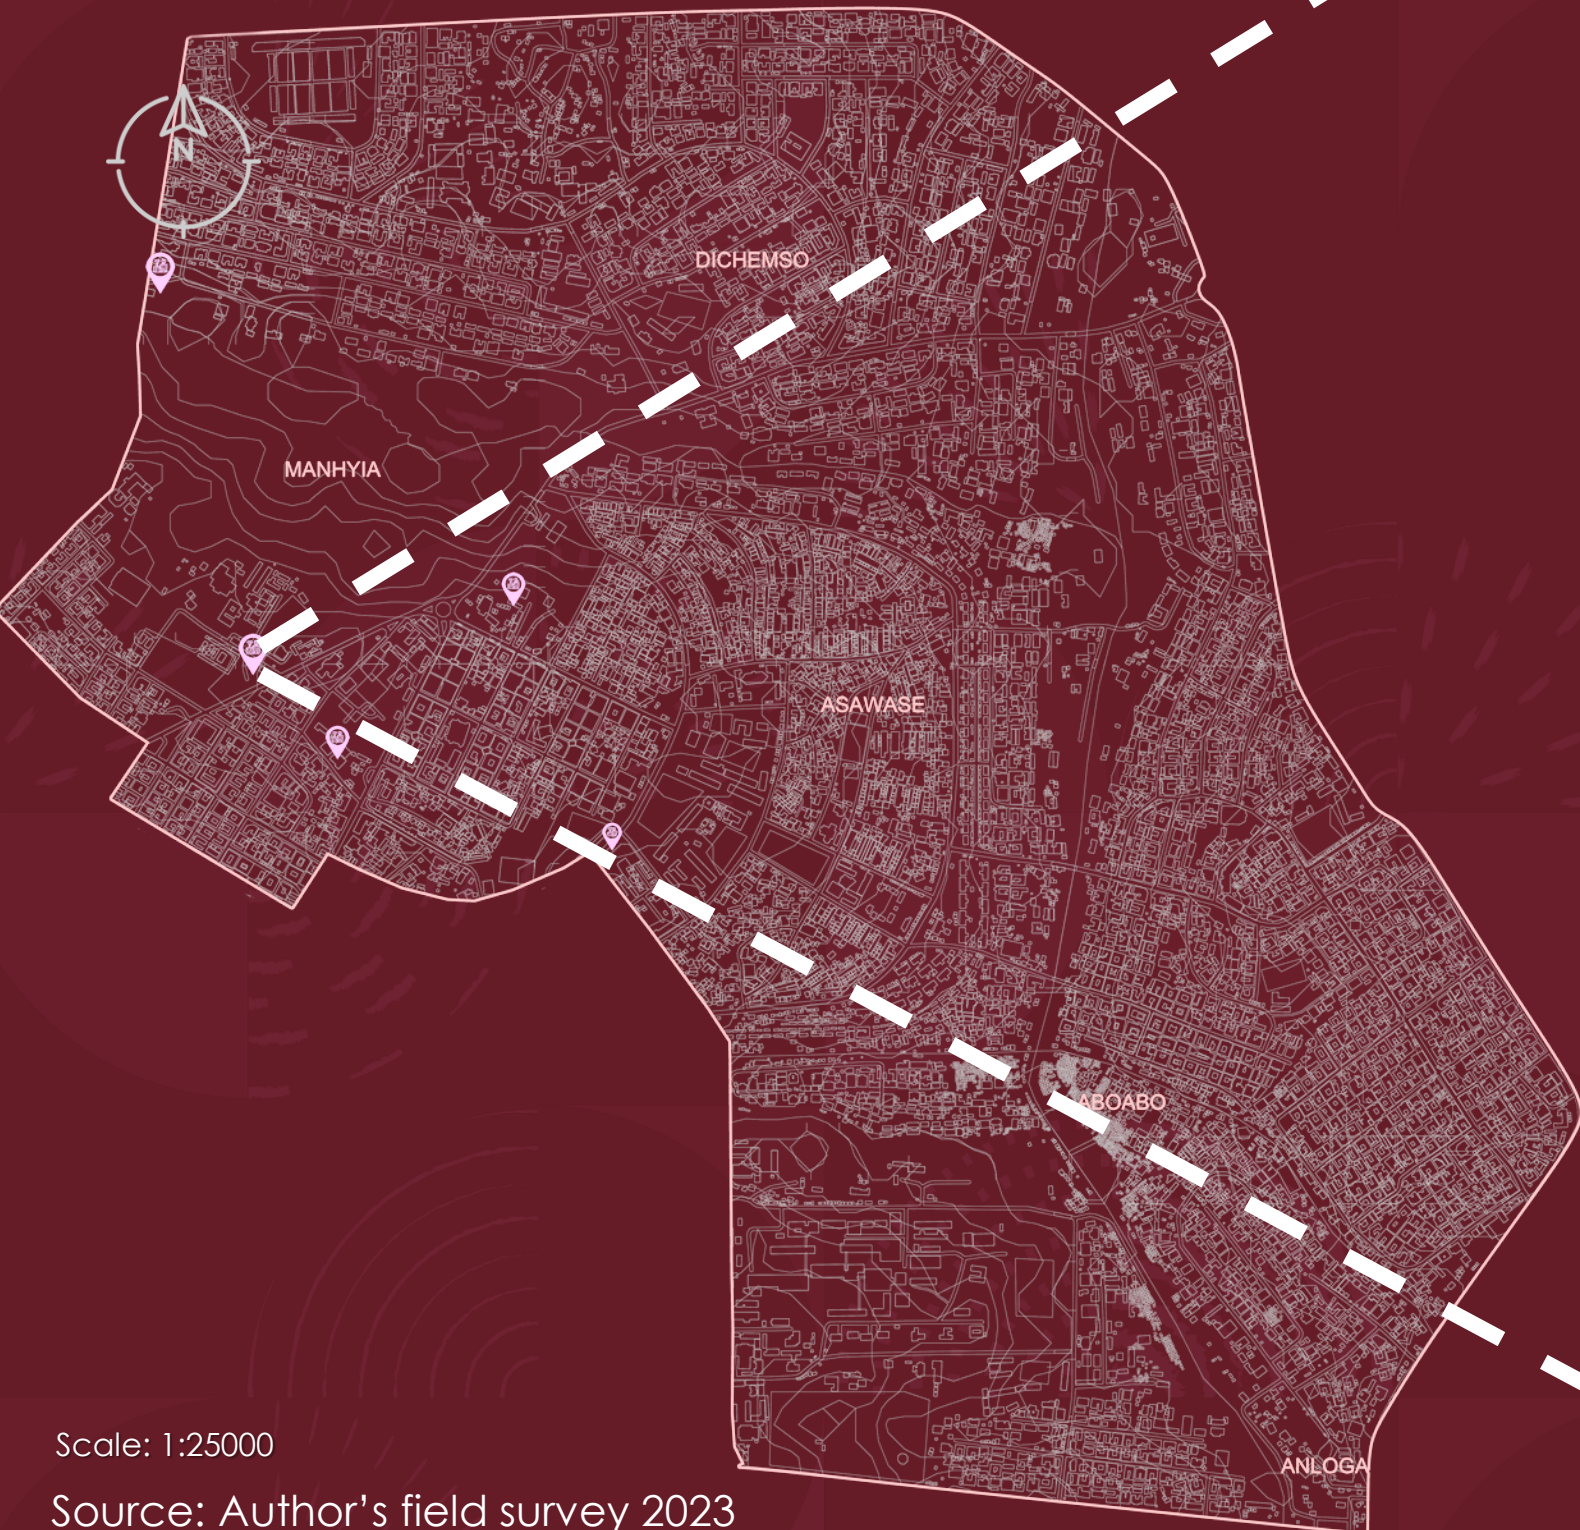 N
DICHEMSO
MANHYIA
ASAWASE
ABOABO
ANLOGA
Scale: 1:25000
Source: Author’s field survey 2023